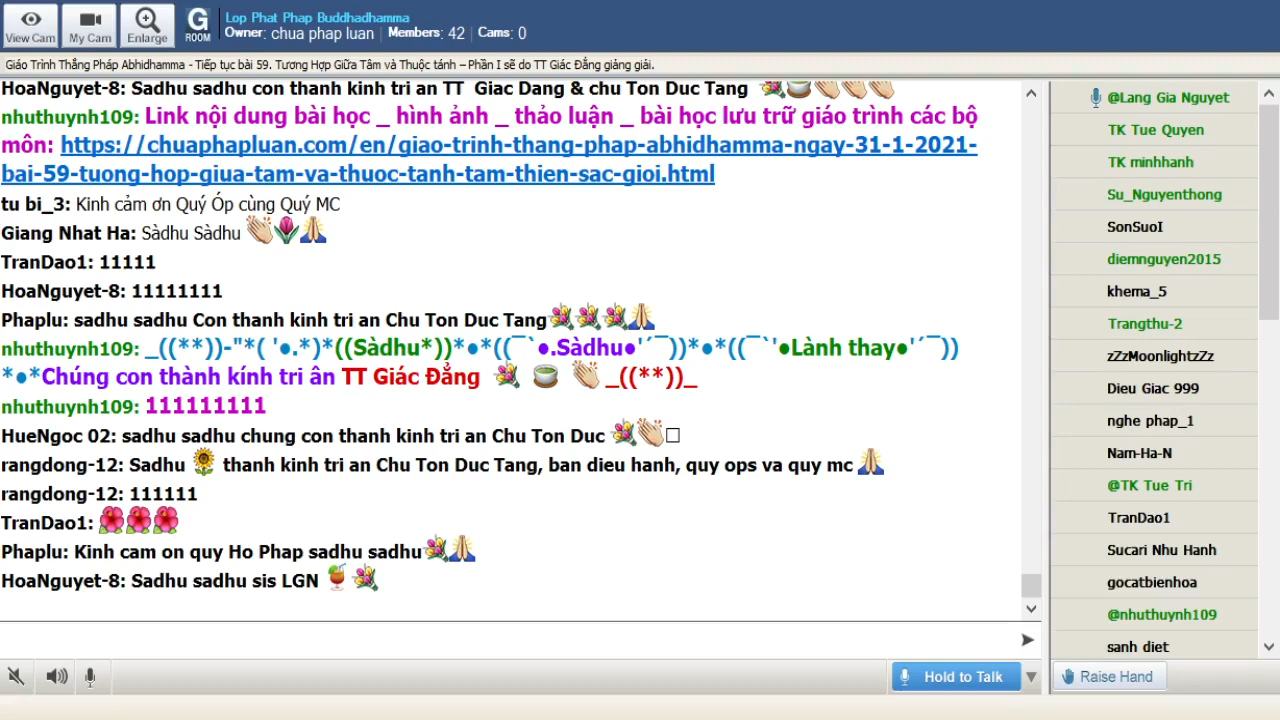 View Cam
My Cam
Enlarge
G
ROOM
Lop Phat Phap Buddhadhamma
Owner: chua phap luan | Members: 42 | Cams: 0
Giáo Trình Thắng Pháp Abhidhamma - Tiếp tục bài 59. Tương Hợp Giữa Tâm và Thuộc tánh – Phần I sẽ do TT Giác Đẳng giảng giải.
HoaNguyet-8: Sadhu sadhu con thanh kinh tri an TT Giac Dang & chu Ton Duc Tang
nhuthuynh109: Link nội dung bài học _ hình ảnh _ thảo luận _ bài học lưu trữ giáo trình các bộ
môn: https://chuaphapluan.com/en/giao-trinh-thang-phap-abhidhamma-ngay-31-1-2021-
bai-59-tuong-hop-giua-tam-va-thuoc-tanh-tam-thien-sac-gioi.html
tu bi_3: Kinh cảm ơn Quý Óp cùng Quý MC
Giang Nhat Ha: Sàdhu Sàdhu
TranDao1: 11111
HoaNguyet-8: 11111111
Phaplu: sadhu sadhu Con thanh kinh tri an Chu Ton Duc Tang
nhuthuynh109: _((**))-"*( '●.*)*((Sàdhu*))*●*((¯`●.Sàdhu●'´¯))*●*((¯`'●Lành thay●'´¯))
*●*Chúng con thành kính tri ân TT Giác Đẳng _((**))_
nhuthuynh109: 111111111
HueNgoc 02: sadhu sadhu chung con thanh kinh tri an Chu Ton Duc
rangdong-12: Sadhu thanh kinh tri an Chu Ton Duc Tang, ban dieu hanh, quy ops va quy mc
rangdong-12: 111111
TranDao1:
Phaplu: Kinh cam on quy Ho Phap sadhu sadhu
HoaNguyet-8: Sadhu sadhu sis LGN
@Lang Gia Nguyet
TK Tue Quyen
TK minhhanh
Su_Nguyenthong
SonSuoI
diemnguyen2015
khema_5
Trangthu-2
zZzMoonlightzZz
Dieu Giac 999
nghe phap_1
Nam-Ha-N
@TK Tue Tri
TranDao1
Sucari Nhu Hanh
gocatbienhoa
@nhuthuynh109
sanh diet
Hold to Talk
Raise Hand